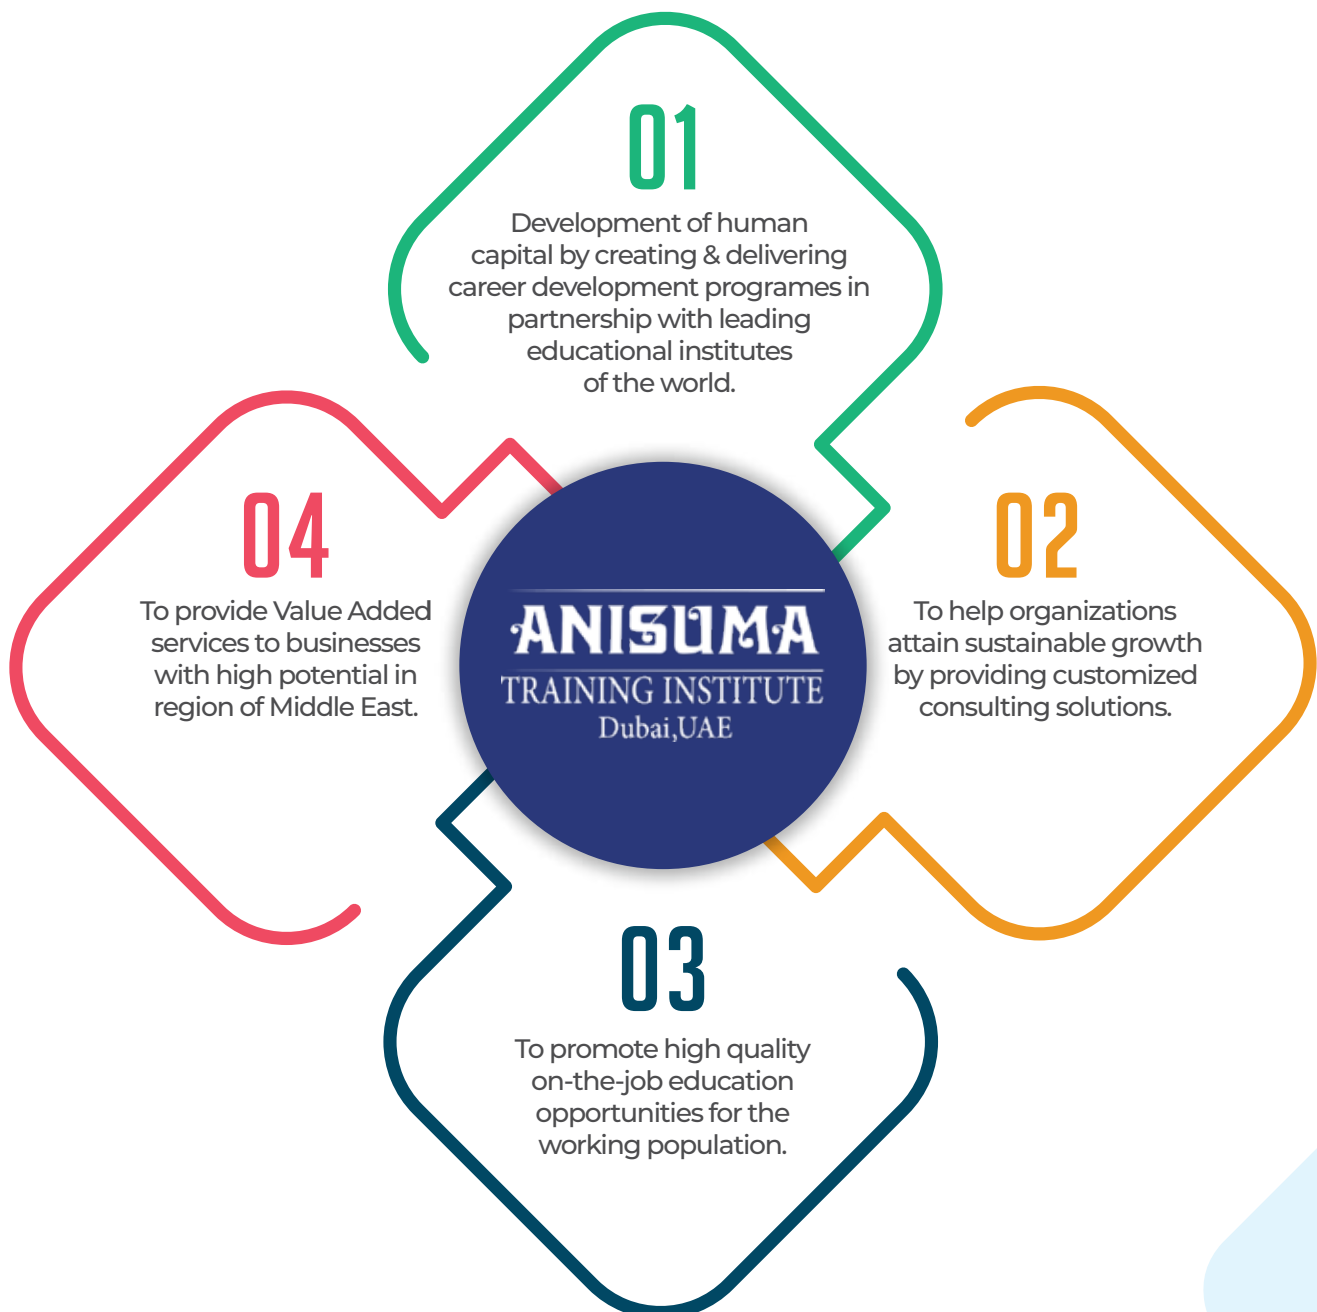 01
Development of human
capital by creating & delivering
career development programes in
partnership with leading
educational institutes
of the world.
02
To help organizations
attain sustainable growth
by providing customized
consulting solutions.
03
To promote high quality
on-the-job education
opportunities for the
working population.
04
To provide Value Added
services to businesses
with high potential in
region of Middle East.
ANISUMA
TRAINING INSTITUTE
Dubai,UAE